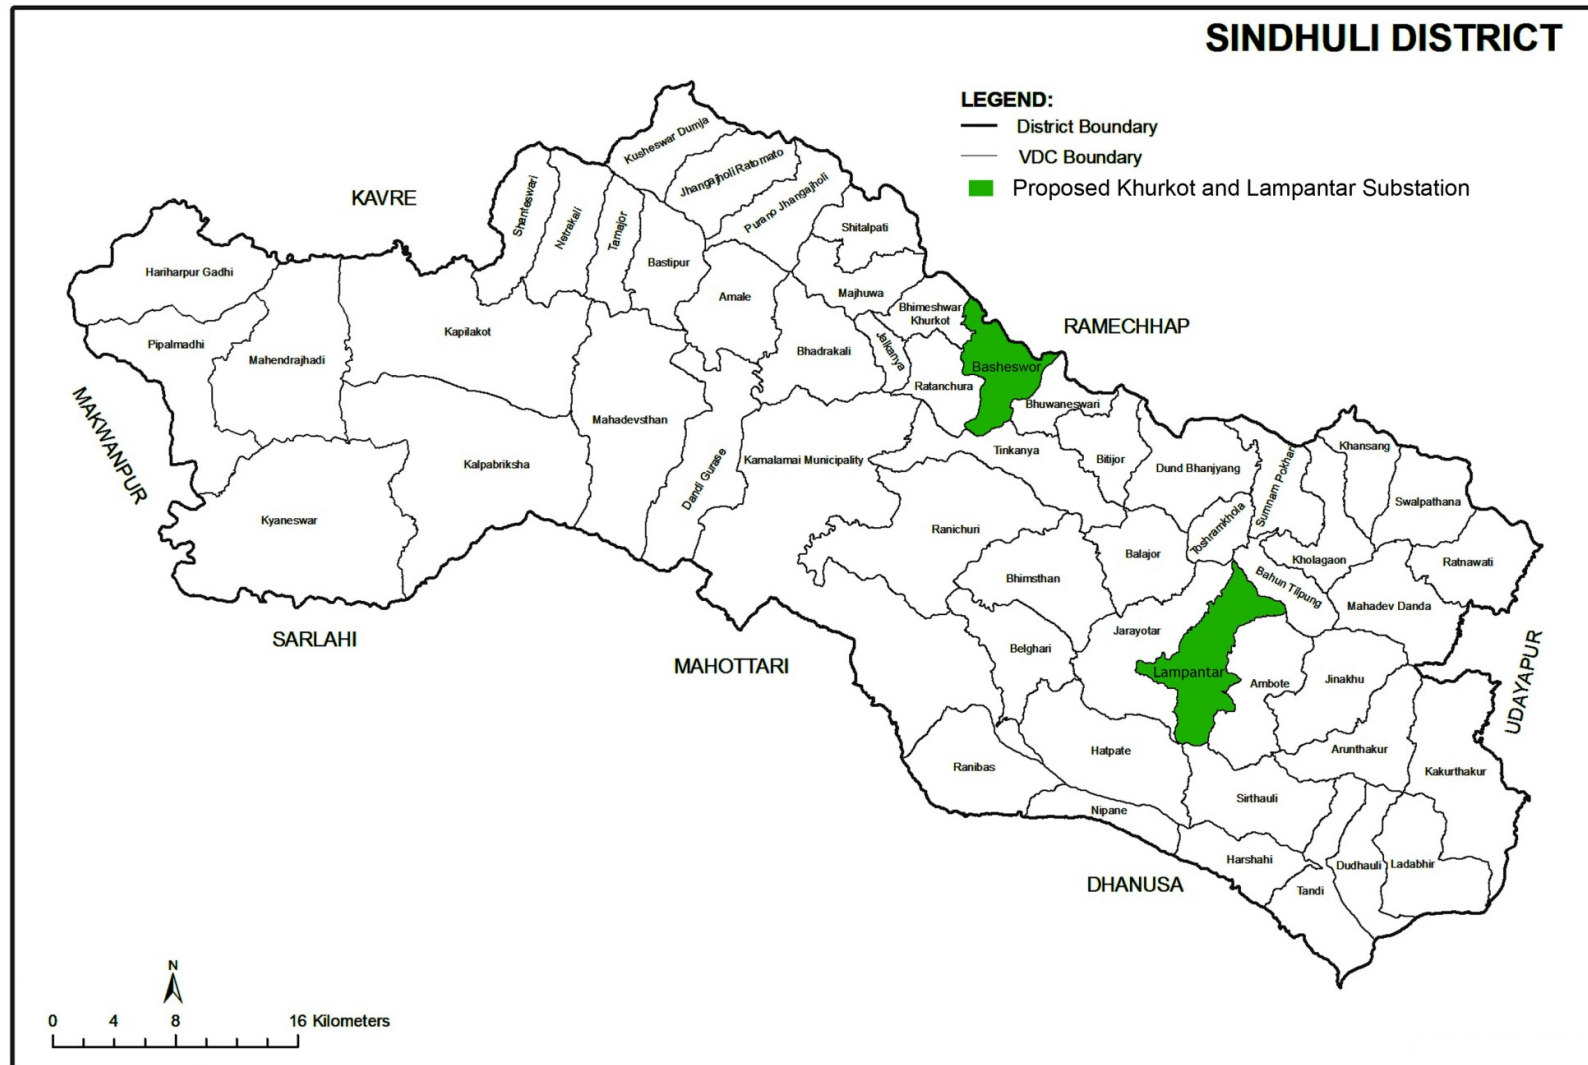 SINDHULI DISTRICT
LEGEND:
District Boundary
VDC Boundary
Proposed Khurkot and Lampantar Substation
KAVRE
RAMECHHAP
MAKWANPUR
SARLAHI
MAHOTTARI
DHANUSA
UDAYAPUR
Kusheswar Dumja
Jhangajholi Ratomato
Purano Jhangajholi
Shanteswari
Netrakali
Tamajor
Bastipur
Shitalpati
Hariharpur Gadhi
Amale
Majhuwa
Bhimeshwar
Khurkot
Pipalmadhi
Mahendrajhadi
Kapilakot
Bhadrakali
Jalkanya
Ratanchura
Basheswor
Bhuwaneswari
Mahadevsthan
Kalpabriksha
Dandi Gurase
Kamalamai Municipality
Tinkanya
Bitijor
Dund Bhanjyang
Sumnam Pokhari
Khansang
Swalpathana
Kyaneswar
Ranichuri
Toshramkhola
Balajor
Kholagaon
Ratnawati
Bhimsthan
Bahun Tilpung
Mahadev Danda
Jarayotar
Belghari
Lampantar
Ambote
Jinakhu
Hatpate
Arunthakur
Ranibas
Kakurthakur
Sirthauli
Nipane
Harshahi
Dudhauli
Ladabhir
Tandi
N
0 4 8 16 Kilometers